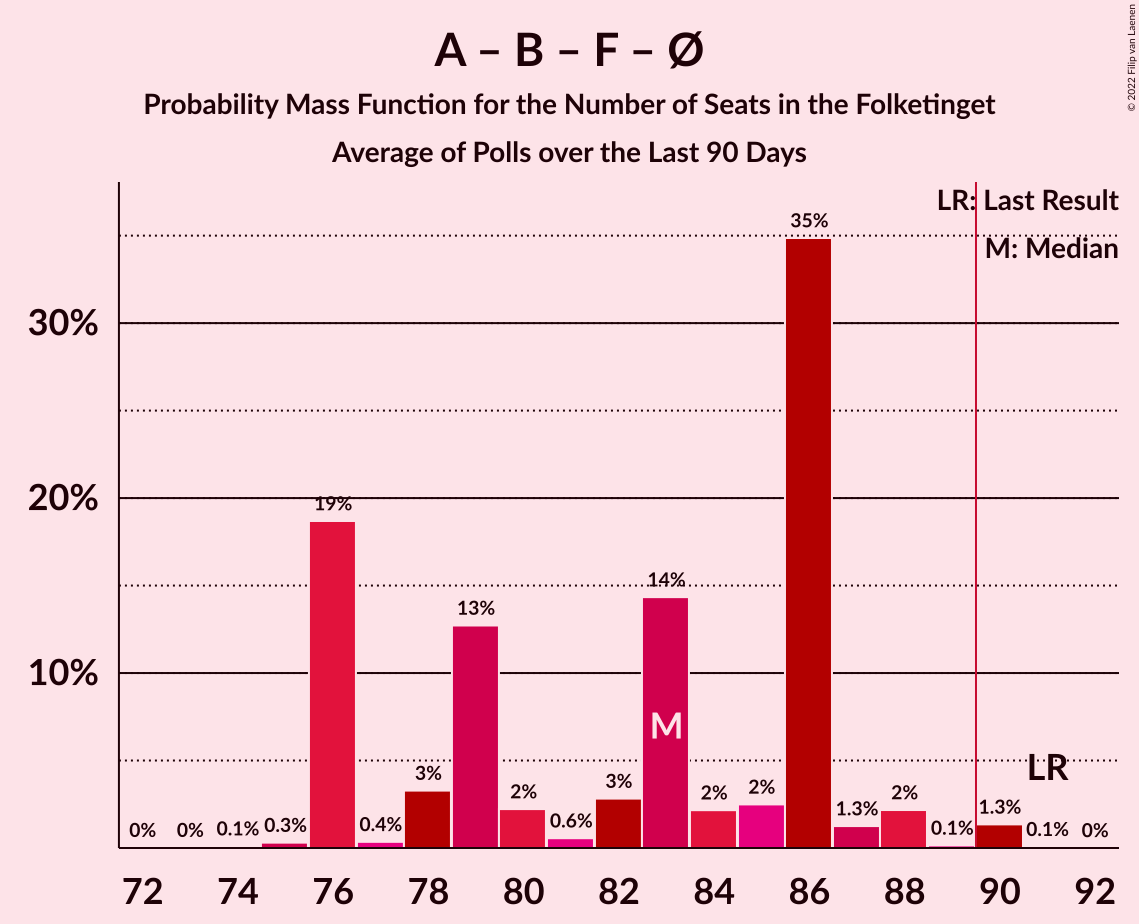 A – B – F – Ø
Probability Mass Function for the Number of Seats in the Folketinget
Average of Polls over the Last 90 Days
© 2022 Filip van Laenen
LR: Last Result
M: Median
30%
20%
10%
0% 0% 0.1% 0.3% 19% 0.4% 3% 13% 2% 0.6% 3% 14% 2% 2% 35% 1.3% 2% 0.1% 1.3% 0.1% 0%
M
LR
72 74 76 78 80 82 84 86 88 90 92